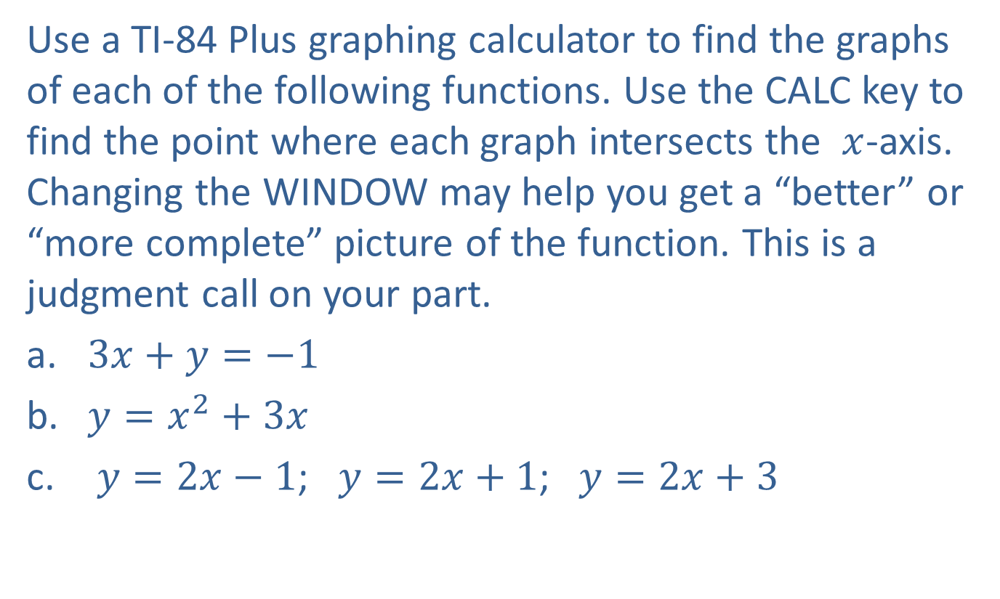 Use a TI-84 Plus graphing calculator to find the graphs
of each of the following functions. Use the CALC key to
find the point where each graph intersects the x-axis.
Changing the WINDOW may help you get a “better” or
“more complete” picture of the function. This is a
judgment call on your part.
a. 3x + y = −1
b. y = x² + 3x
c. y = 2x − 1; y = 2x + 1; y = 2x + 3